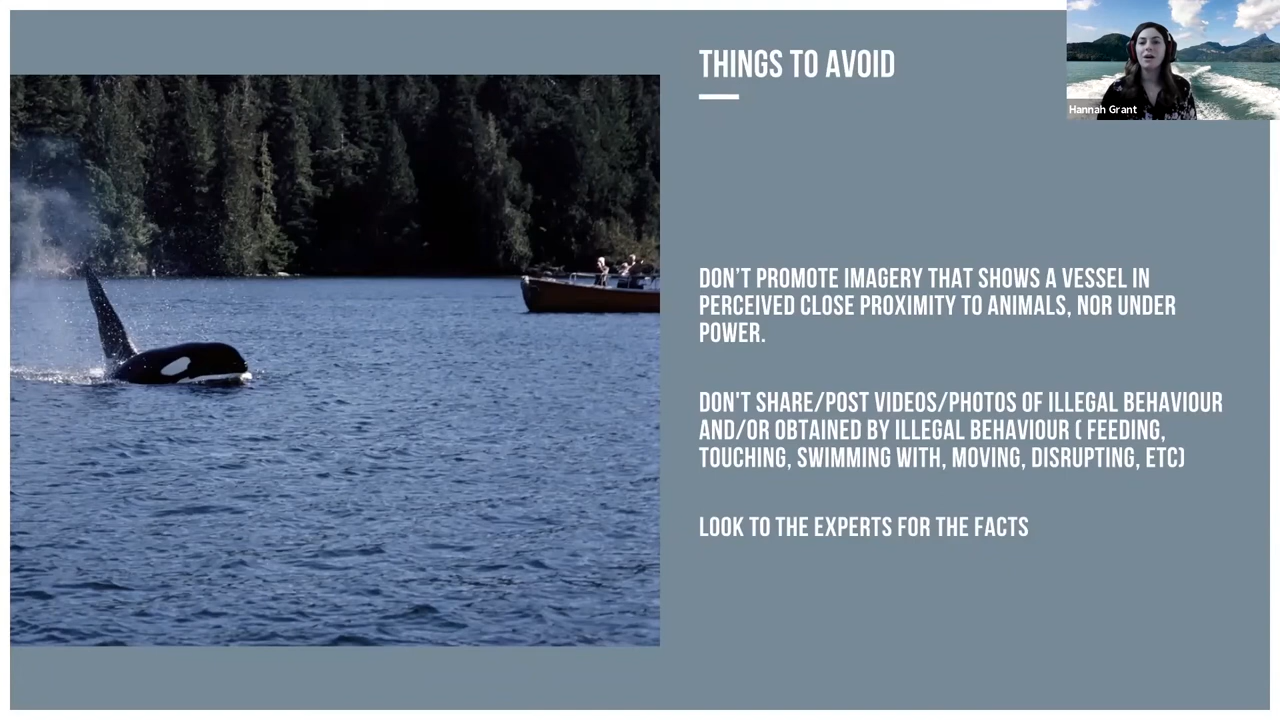 THINGS TO AVOID
Hannah Grant
DON'T PROMOTE IMAGERY THAT SHOWS A VESSEL IN
PERCEIVED CLOSE PROXIMITY TO ANIMALS, NOR UNDER
POWER.
DON'T SHARE/POST VIDEOS/PHOTOS OF ILLEGAL BEHAVIOUR
AND/OR OBTAINED BY ILLEGAL BEHAVIOUR ( FEEDING,
TOUCHING, SWIMMING WITH, MOVING, DISRUPTING, ETC)
LOOK TO THE EXPERTS FOR THE FACTS